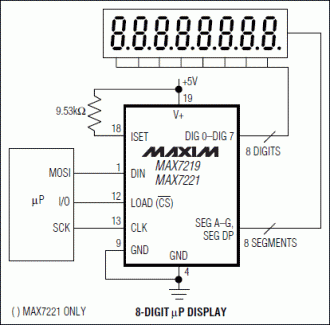 8.8.8.8.8.8.8.8.
+5V
19
9.53kΩ
V+
18
ISET
DIG 0–DIG 7
8 DIGITS
MAXIM
MAX7219
MAX7221
MOSI
1
DIN
µP
I/O
12
LOAD (CS)
SCK
13
CLK
SEG A–G,
SEG DP
8 SEGMENTS
9
GND
GND
4
( ) MAX7221 ONLY
8-DIGIT µP DISPLAY